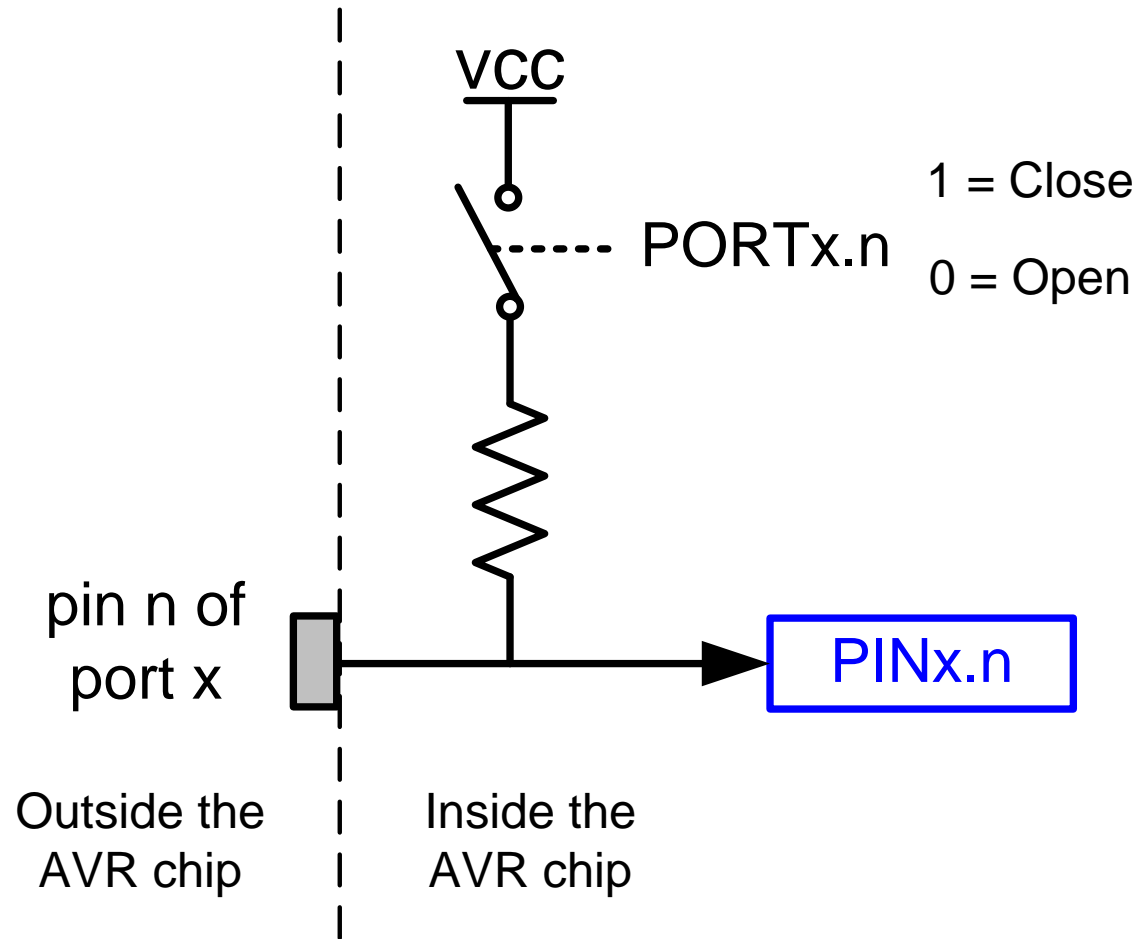 vcc
1 = Close
PORTx.n
0 = Open
pin n of
port x
PINx.n
Outside the
AVR chip
Inside the
AVR chip